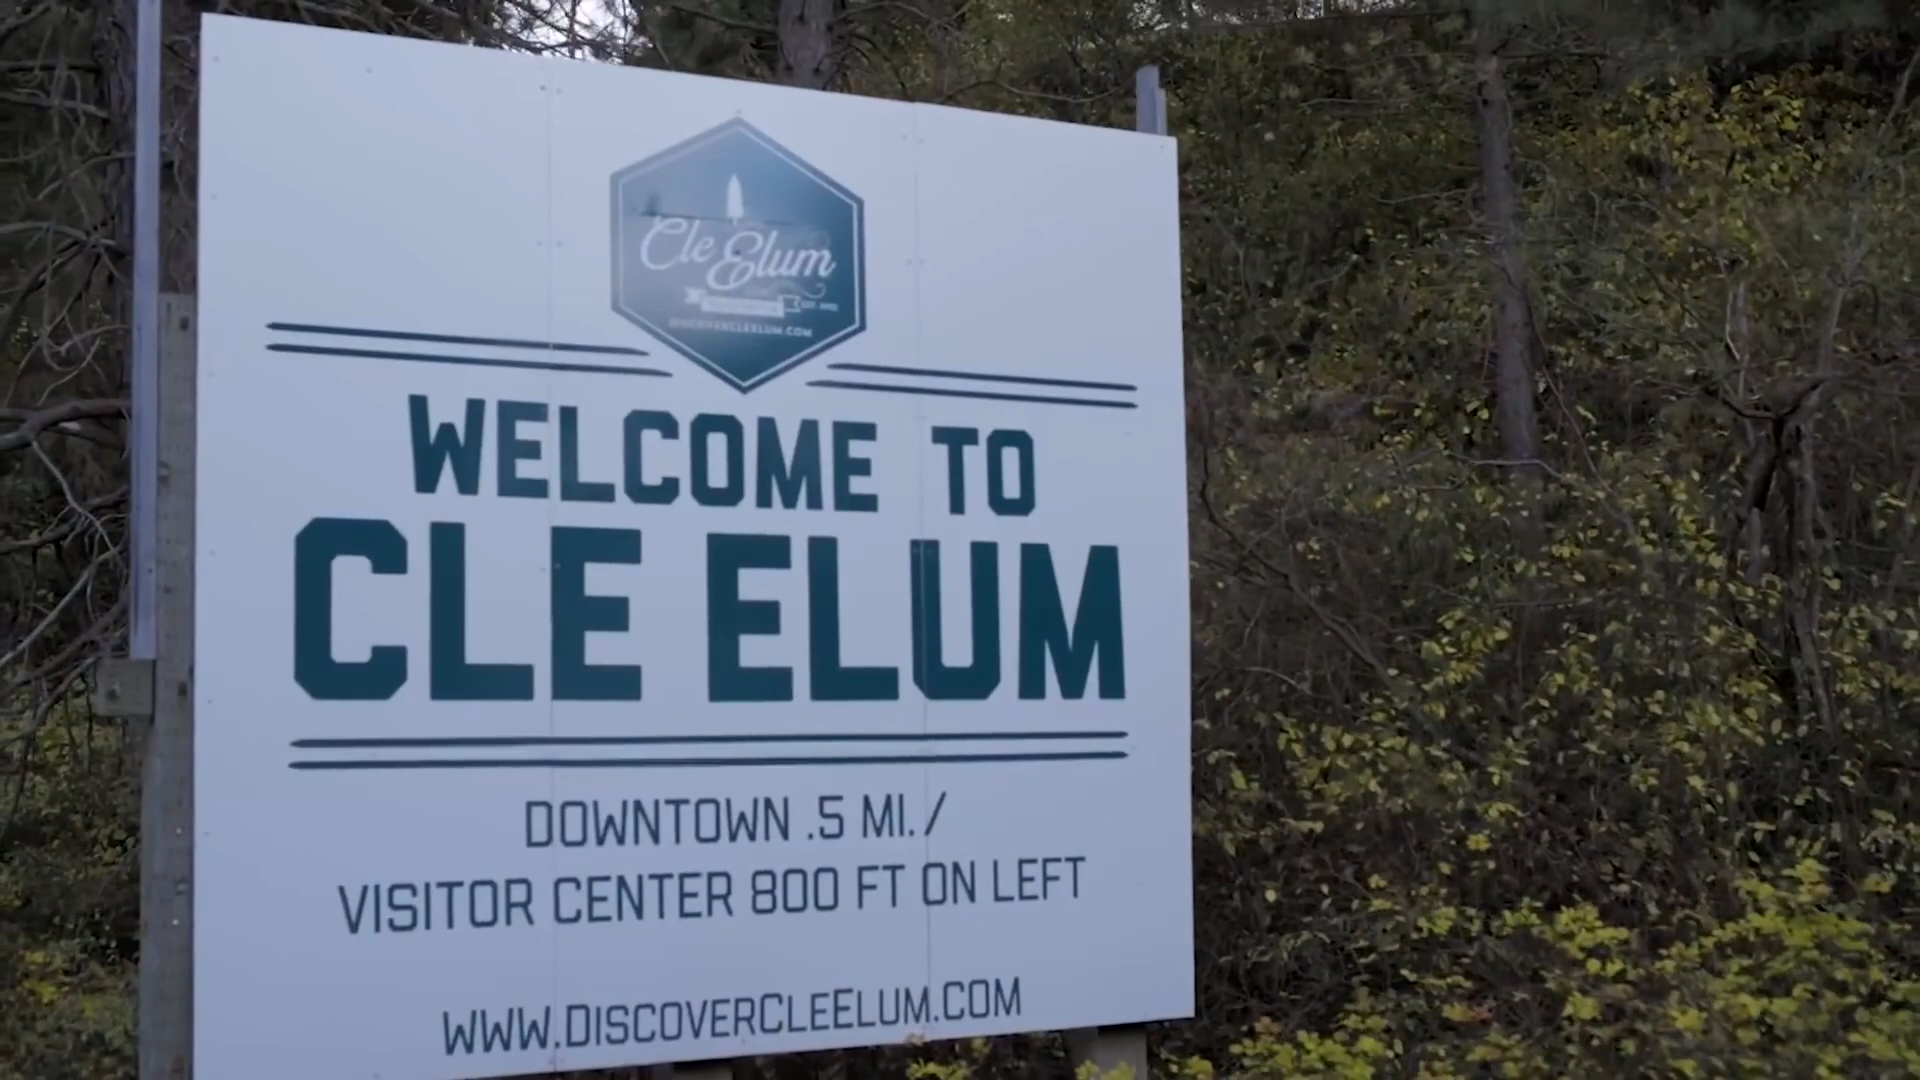 Cle Elum
DISCOVERCLEELUM.COM
WELCOME TO
CLE ELUM
DOWNTOWN .5 MI. /
VISITOR CENTER 800 FT ON LEFT
WWW.DISCOVERCLEELUM.COM